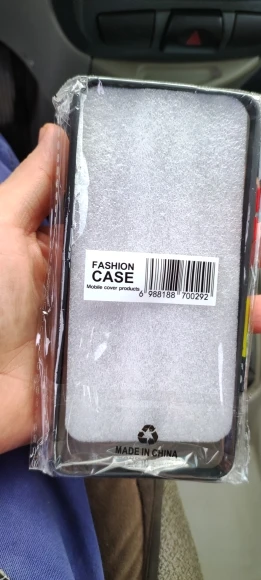 FASHION
CASE
Mobile cover products
6 988188 700292
MADE IN CHINA